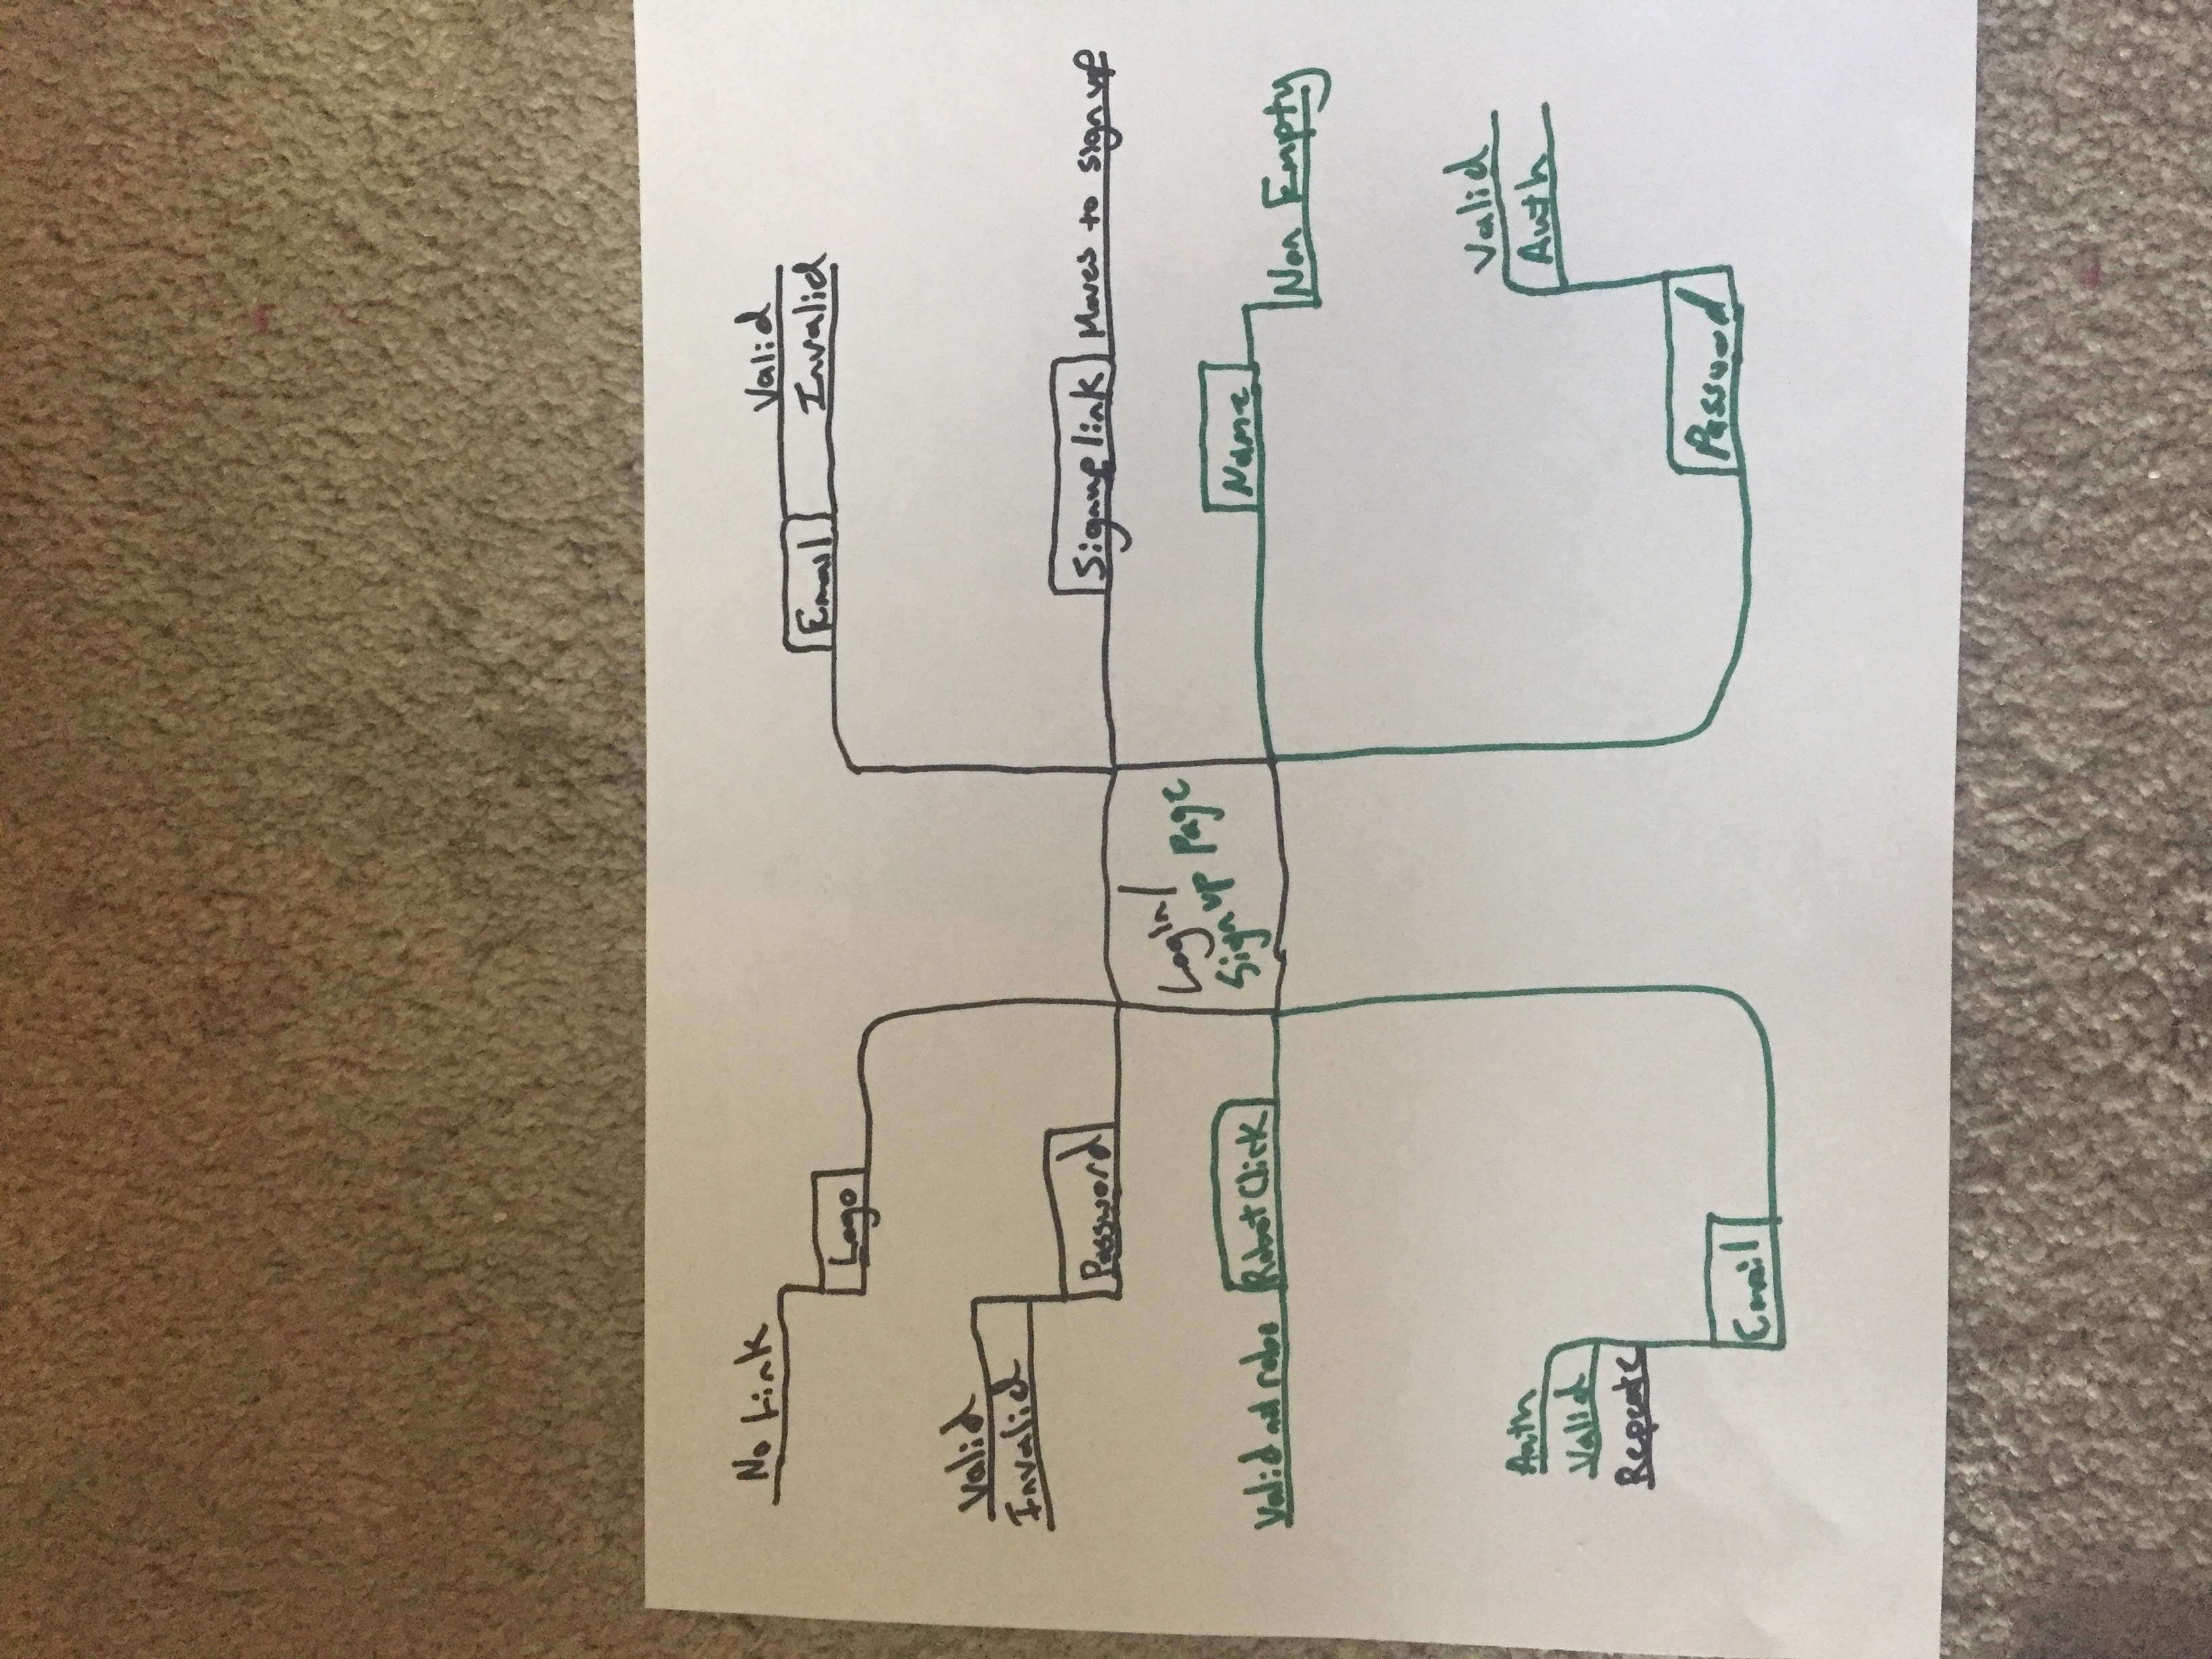 No Link
Logo
Valid
Email
Invalid
Valid
Invalid
Password
Signup link
Moves to sign up
Login/
Sign up Page
Valid not robo
Robot Click
Name
Non Empty
Auth
Valid
Repeate
Email
Valid
Auth
Password